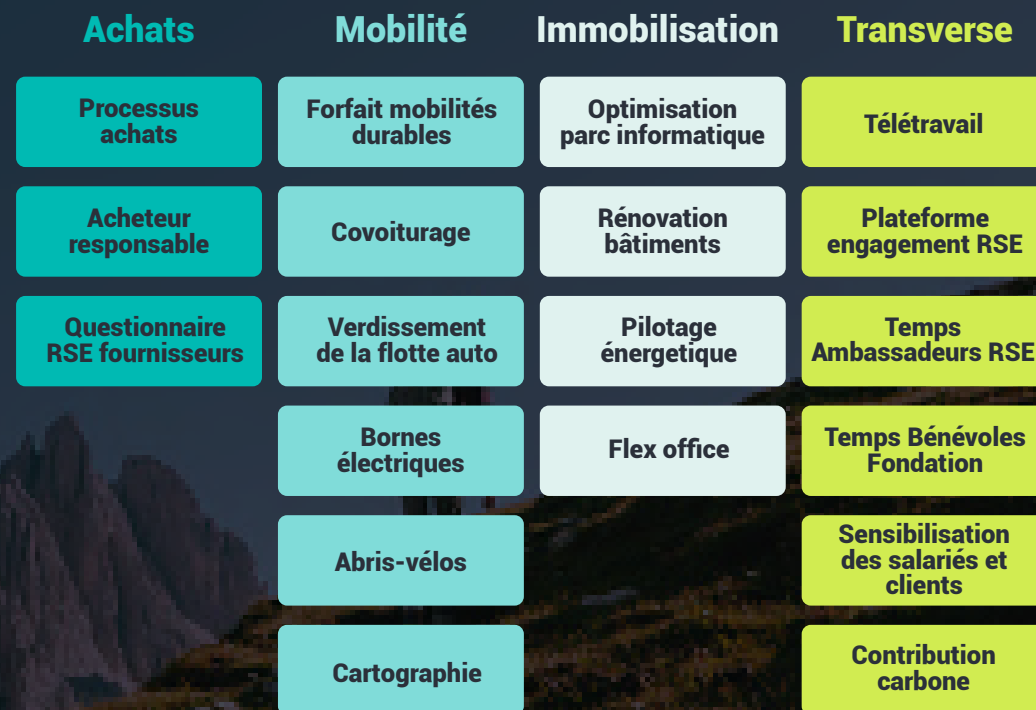 Achats
Processus
achats
Acheteur
responsable
Questionnaire
RSE fournisseurs
Mobilité
Forfait mobilités
durables
Covoiturage
Verdissement
de la flotte auto
Bornes
électriques
Abris-vélos
Cartographie
Immobilisation
Optimisation
parc informatique
Rénovation
bâtiments
Pilotage
énergetique
Flex office
Transverse
Télétravail
Plateforme
engagement RSE
Temps
Ambassadeurs RSE
Temps Bénévoles
Fondation
Sensibilisation
des salariés et
clients
Contribution
carbone